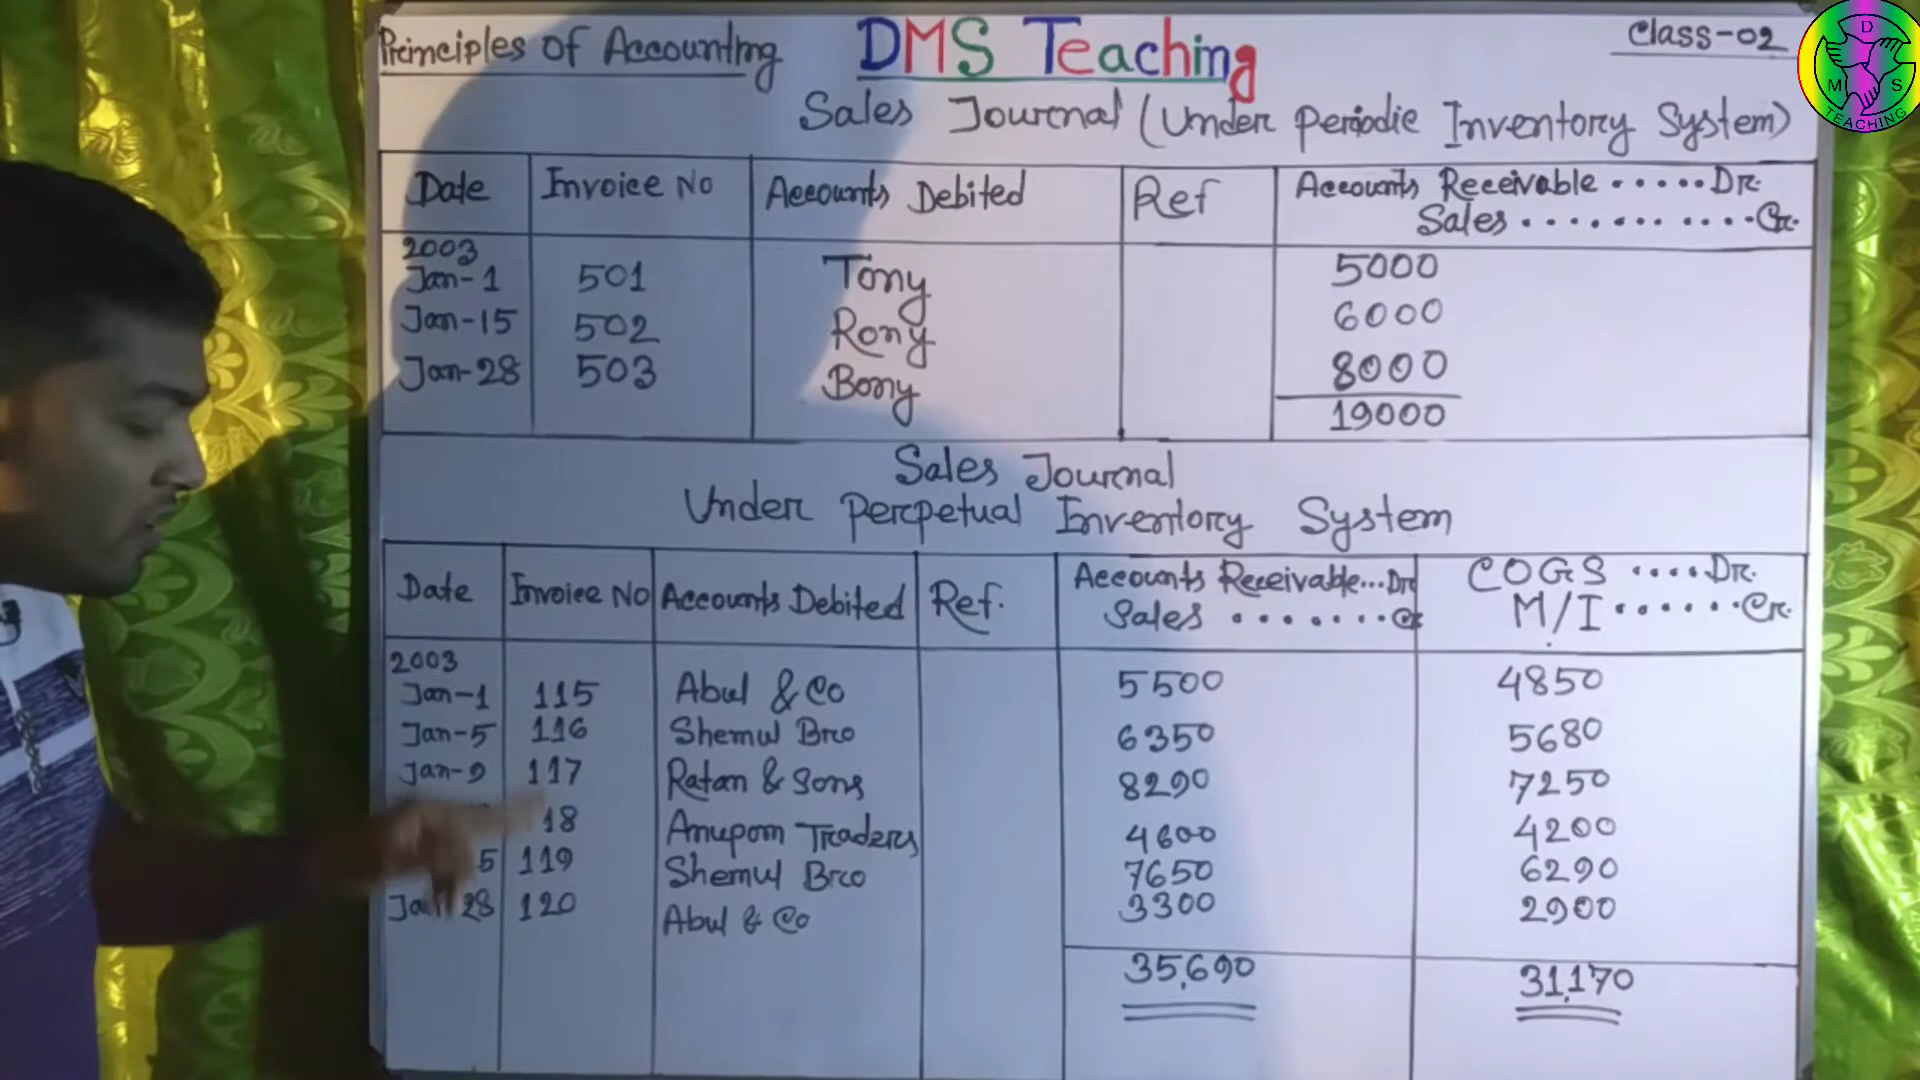 Principles of Accounting DMS Teaching Class-02
Sales Journal (Under Periodic Inventory System)
Date Invoice No Accounts Debited Ref Accounts Receivable ..... Dr.
Sales ........... Cr.
2003
Jan-1 501 Tony 5000
Jan-15 502 Rony 6000
Jan-28 503 Bony 8000
19000
Sales Journal
Under Perpetual Inventory System
Date Invoice No Accounts Debited Ref. Accounts Receivable... Dr COGS .... Dr.
Sales ....... Cr M/I ...... Cr.
2003
Jan-1 115 Abul & Co 5500 4850
Jan-5 116 Shemul Bro 6350 5680
Jan-9 117 Ratan & Sons 8290 7250
18 Anupom Traders 4600 4200
5 119 Shemul Bro 7650 6290
28 120 Abul & Co 3300 2900
35,690 31,170
D
M S
TEACHING